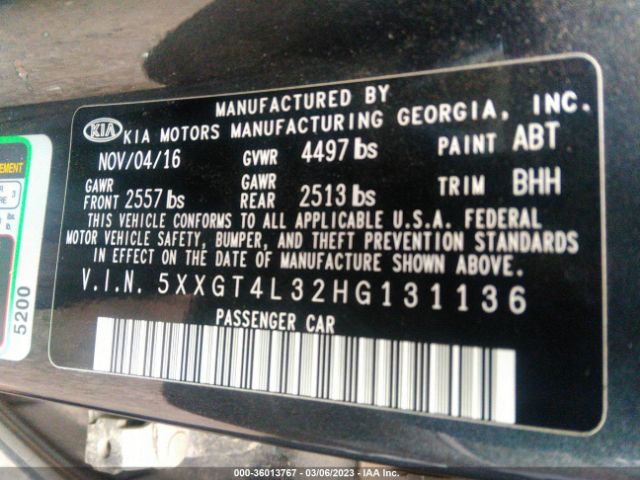 MANUFACTURED BY
KIA KIA MOTORS MANUFACTURING GEORGIA, INC.
NOV/04/16 GVWR 4497 lbs PAINT ABT
GAWR FRONT 2557 lbs GAWR REAR 2513 lbs TRIM BHH
THIS VEHICLE CONFORMS TO ALL APPLICABLE U.S.A. FEDERAL
MOTOR VEHICLE SAFETY, BUMPER, AND THEFT PREVENTION STANDARDS
IN EFFECT ON THE DATE OF MANUFACTURE SHOWN ABOVE.
V.I.N. 5XXGT4L32HG131136
PASSENGER CAR
5200
000-36013767 - 03/06/2023 - IAA Inc.